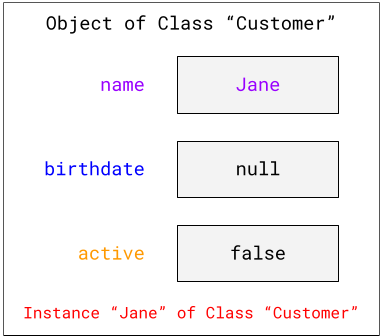 Object of Class “Customer”
name Jane
birthdate null
active false
Instance “Jane” of Class “Customer”